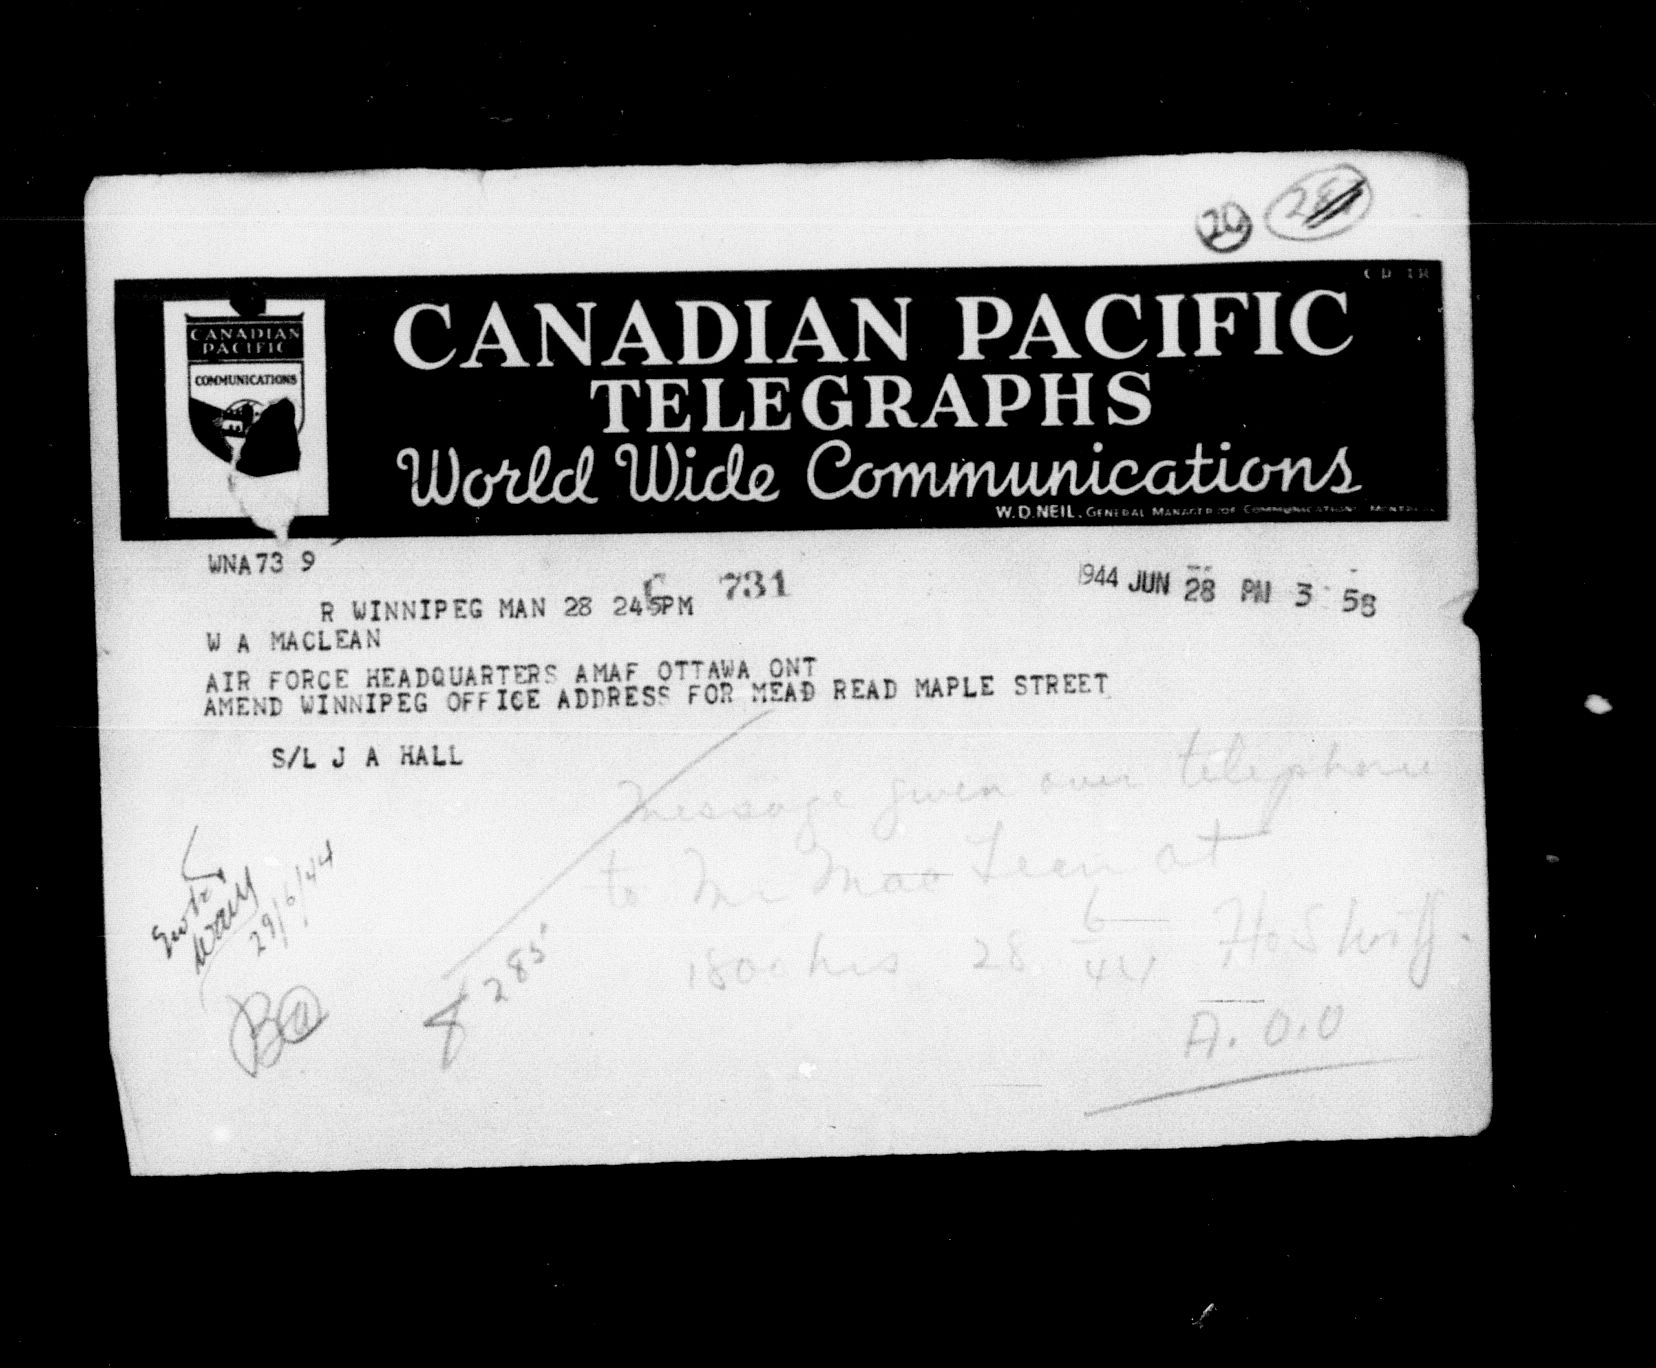 20
CANADIAN PACIFIC
TELEGRAPHS
World Wide Communications
W.D.NEIL, GENERAL MANAGER OF COMMUNICATIONS, MONTREAL
CANADIAN
PACIFIC
COMMUNICATIONS
WNA73 9
731
1944 JUN 28 PM 3 58
R WINNIPEG MAN 28 245PM
W A MACLEAN
AIR FORCE HEADQUARTERS AMAF OTTAWA ONT
AMEND WINNIPEG OFFICE ADDRESS FOR MEAD READ MAPLE STREET
S/L J A HALL
Message given over telephone
to Mr MacLean at
1800 hrs 28 6/44
A.O.O
29/6/44
285